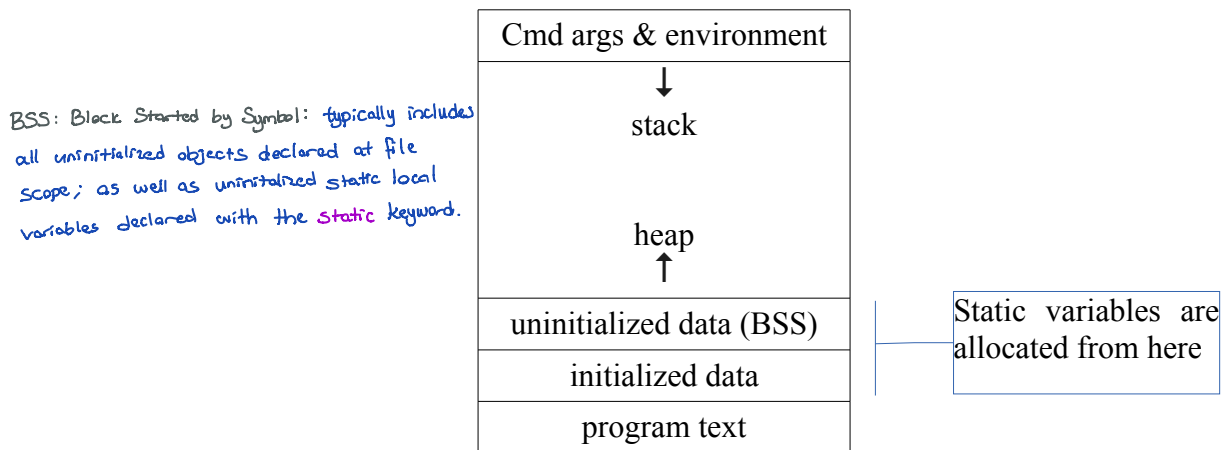 Cmd args & environment
stack
BSS: Block Started by Symbol: typically includes
all uninitialized objects declared at file
scope; as well as uninitalized static local
variables declared with the static keyword.
heap
uninitialized data (BSS)
Static variables are
allocated from here
initialized data
program text